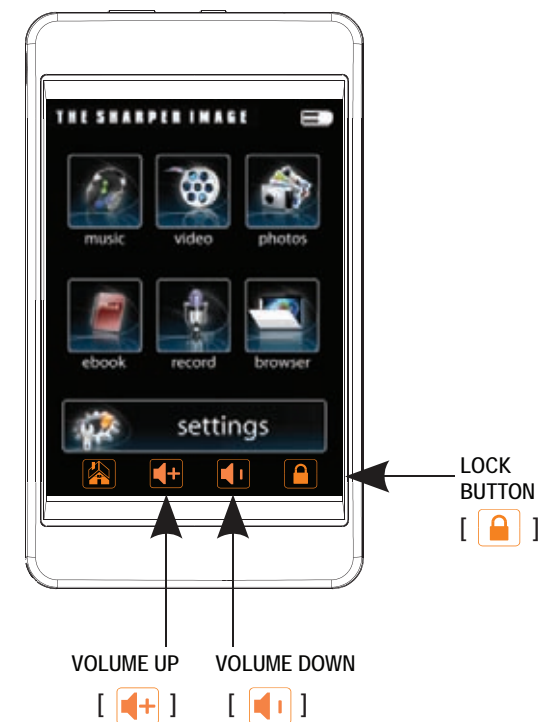 THE SHARPER IMAGE
music video photos
ebook record browser
settings
LOCK
BUTTON
[ ]
VOLUME UP VOLUME DOWN
[ + ] [ ]